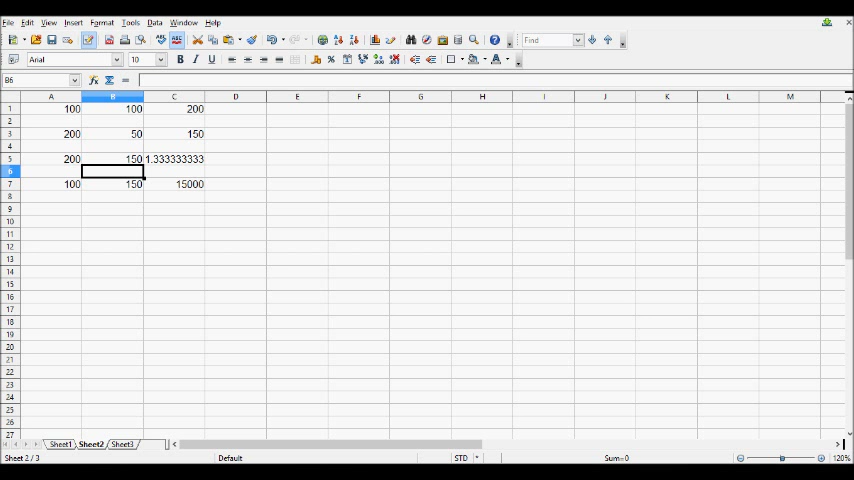 File Edit View Insert Format Tools Data Window Help
Find
Arial 10
B6
A B C D E F G H I J K L M
1 100 100 200
2
3 200 50 150
4
5 200 150 1.333333333
6
7 100 150 15000
8
9
10
11
12
13
14
15
16
17
18
19
20
21
22
23
24
25
26
27
Sheet1 Sheet2 Sheet3
Sheet 2 / 3 Default STD * Sum=0 120%